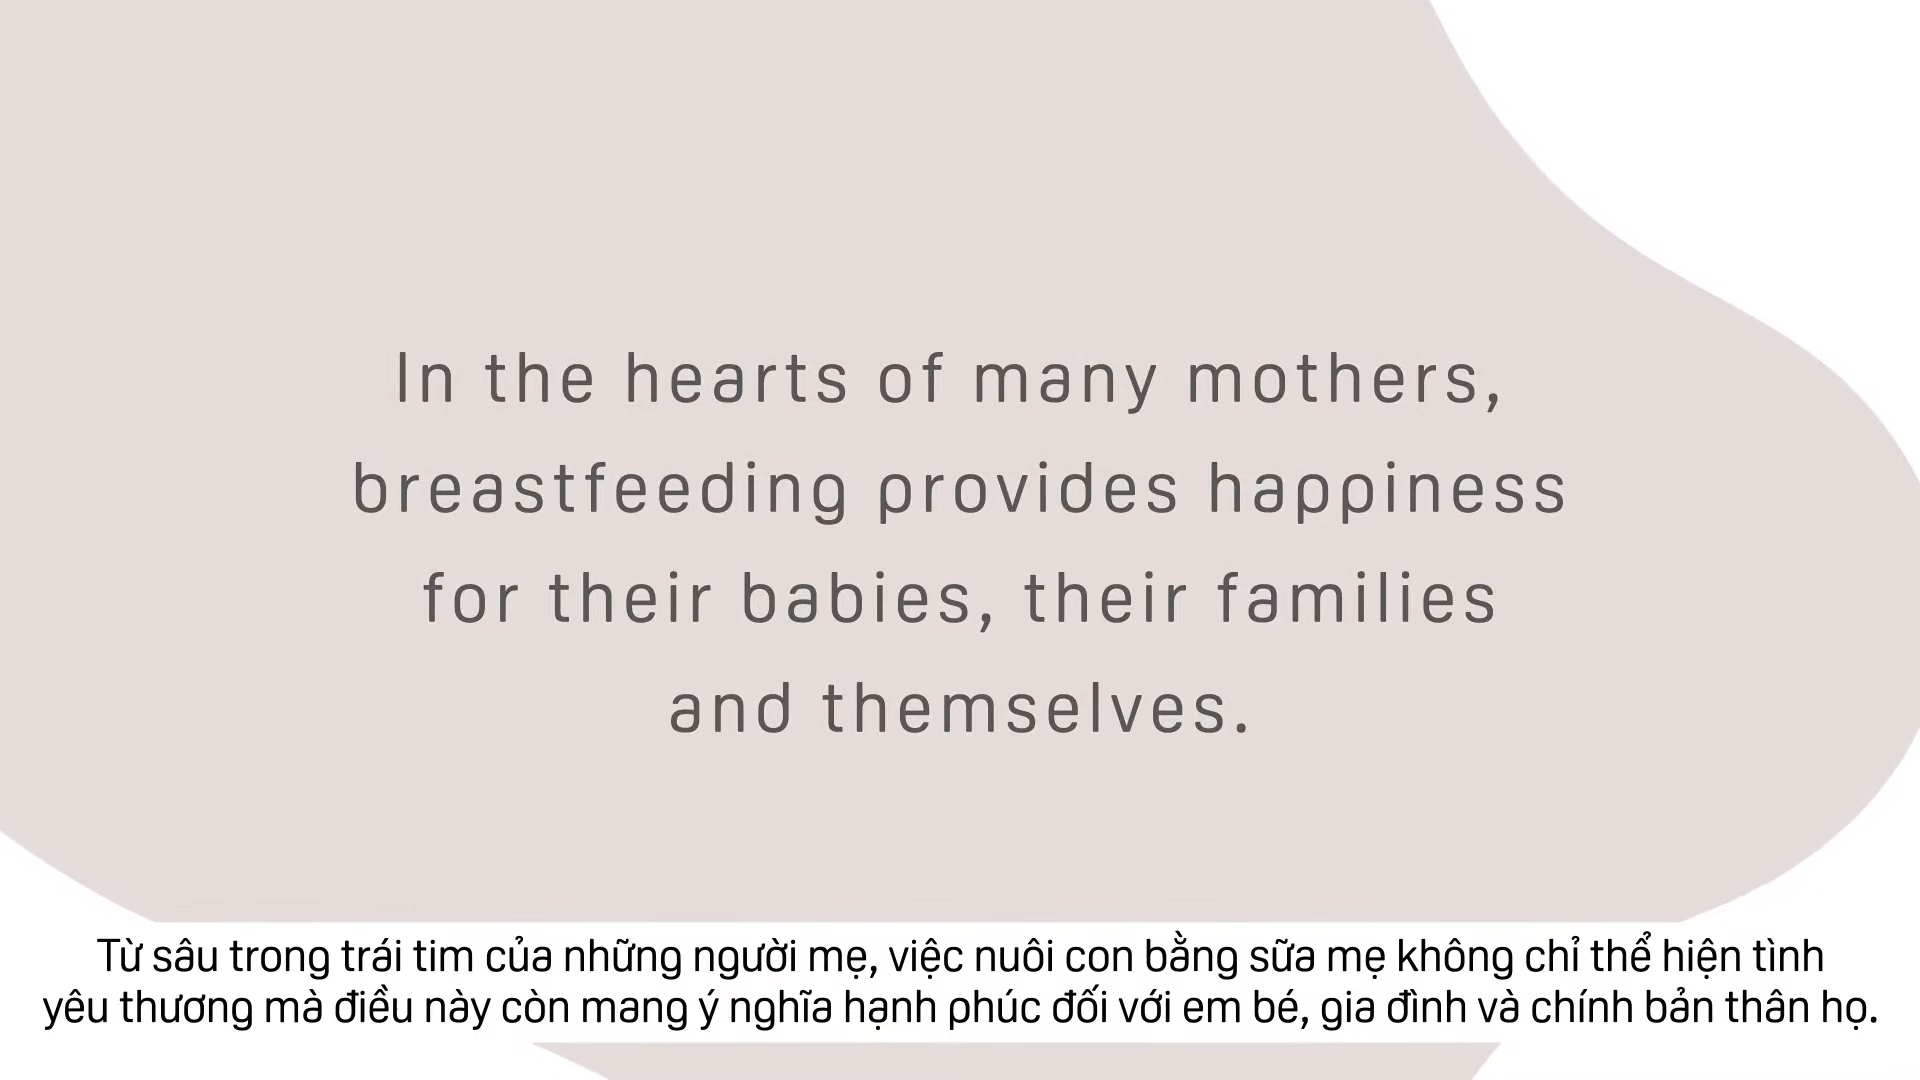 In the hearts of many mothers,
breastfeeding provides happiness
for their babies, their families
and themselves.
Từ sâu trong trái tim của những người mẹ, việc nuôi con bằng sữa mẹ không chỉ thể hiện tình
yêu thương mà điều này còn mang ý nghĩa hạnh phúc đối với em bé, gia đình và chính bản thân họ.